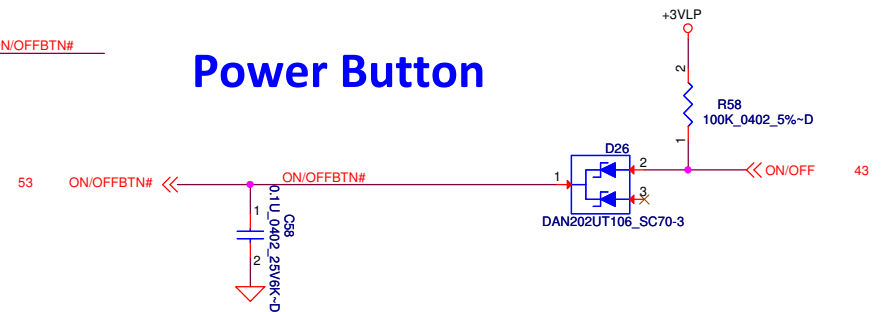 +3VLP
N/OFFBTN#
Power Button
2
R58
100K_0402_5%~D
1
D26
53
ON/OFFBTN#
ON/OFFBTN#
1
2
ON/OFF
43
3
DAN202UT106_SC70-3
1
2
C58
0.1U_0402_25V6K~D